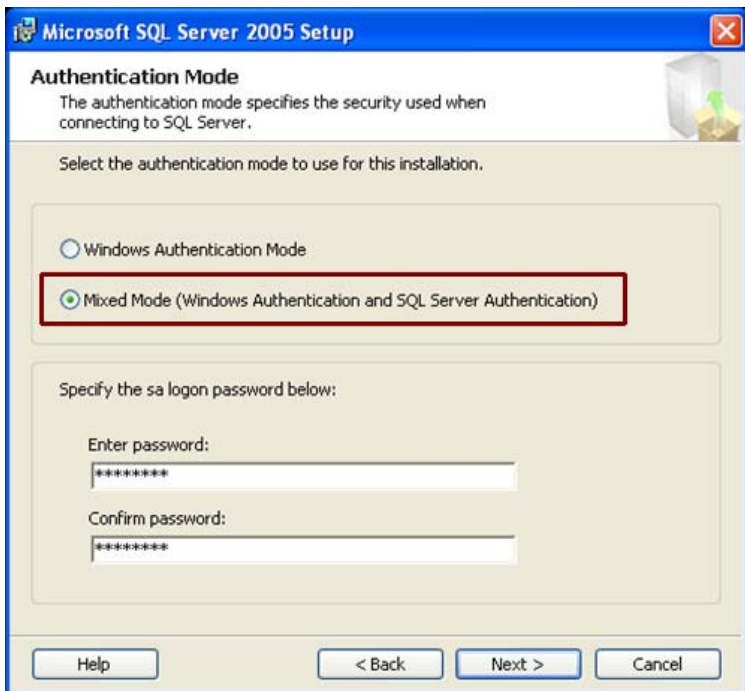 Microsoft SQL Server 2005 Setup
Authentication Mode
The authentication mode specifies the security used when
connecting to SQL Server.
Select the authentication mode to use for this installation.
Windows Authentication Mode
Mixed Mode (Windows Authentication and SQL Server Authentication)
Specify the sa logon password below:
Enter password:
********
Confirm password:
********
Help < Back Next > Cancel